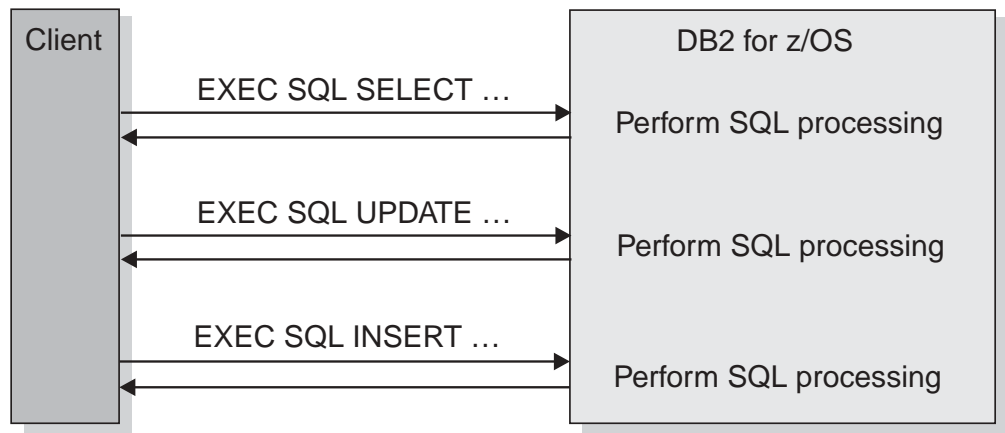 Client
DB2 for z/OS
EXEC SQL SELECT …
Perform SQL processing
EXEC SQL UPDATE …
Perform SQL processing
EXEC SQL INSERT …
Perform SQL processing